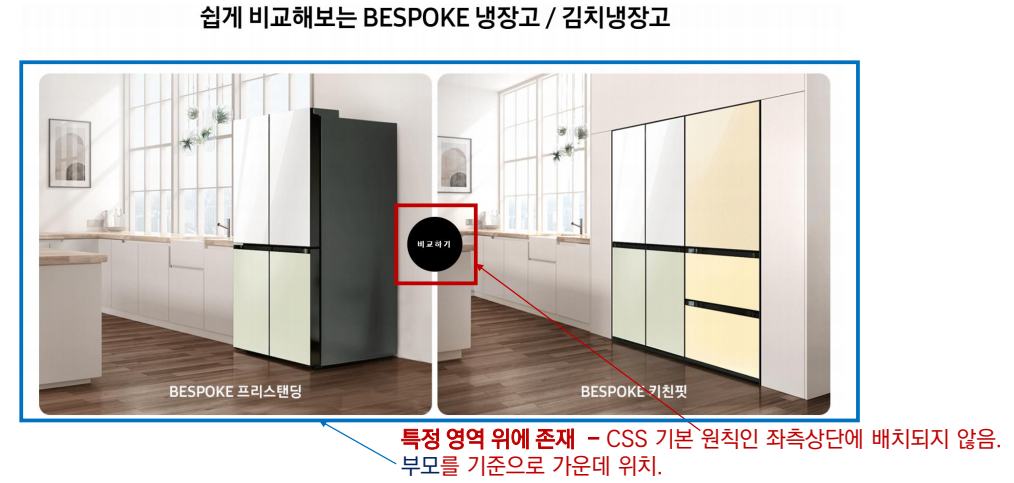 쉽게 비교해보는 BESPOKE 냉장고 / 김치냉장고
비교하기
BESPOKE 프리스탠딩
BESPOKE 키친핏
특정 영역 위에 존재 - CSS 기본 원칙인 좌측상단에 배치되지 않음.
부모를 기준으로 가운데 위치.